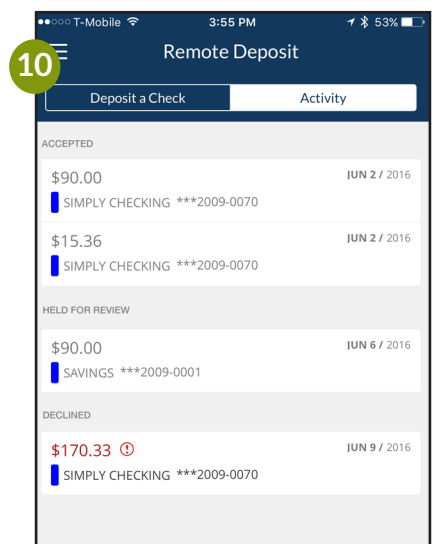 T-Mobile 3:55 PM 53%
10
Remote Deposit
Deposit a Check Activity
ACCEPTED
$90.00 JUN 2 / 2016
SIMPLY CHECKING ***2009-0070
$15.36 JUN 2 / 2016
SIMPLY CHECKING ***2009-0070
HELD FOR REVIEW
$90.00 JUN 6 / 2016
SAVINGS ***2009-0001
DECLINED
$170.33 ! JUN 9 / 2016
SIMPLY CHECKING ***2009-0070